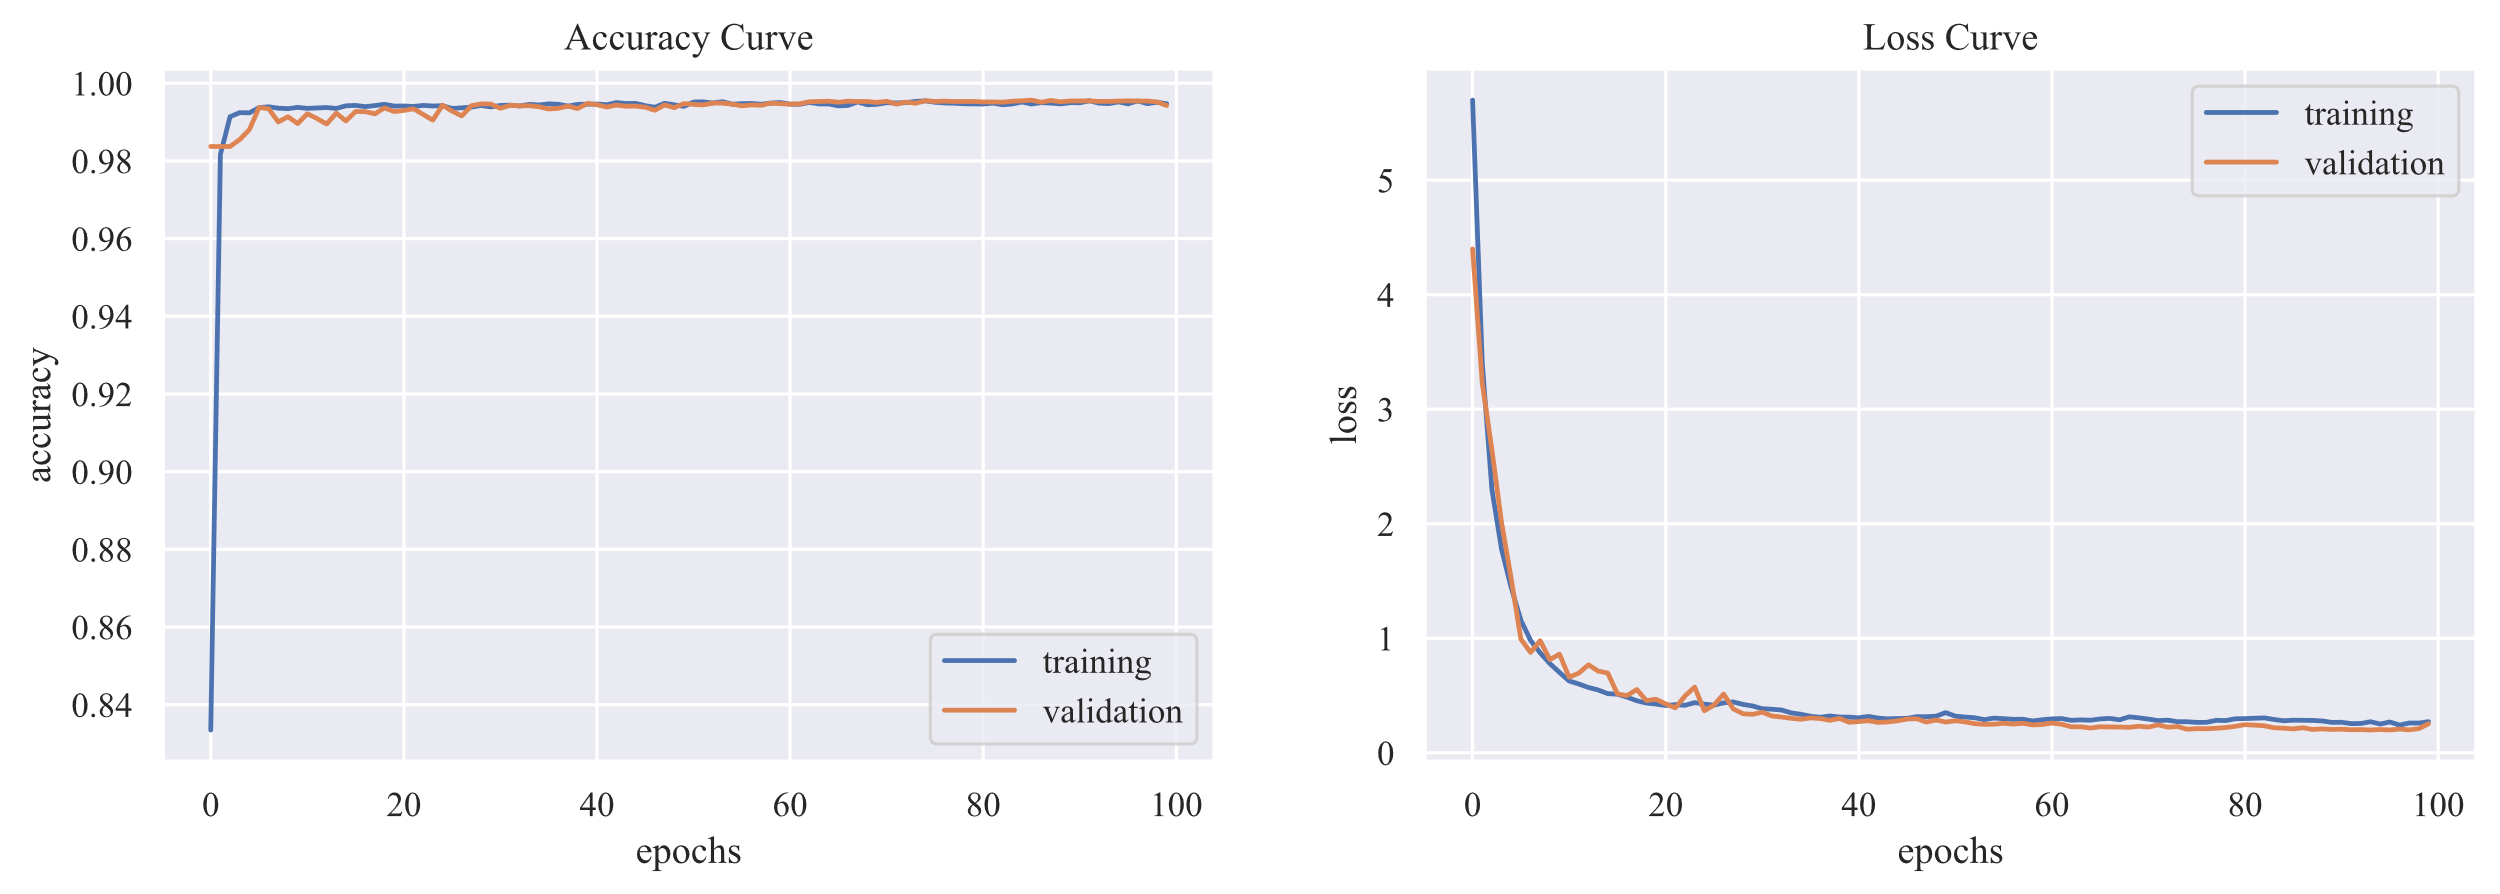 Accuracy Curve
accuracy
1.00
0.98
0.96
0.94
0.92
0.90
0.88
0.86
0.84
training
validation
0 20 40 60 80 100
epochs
Loss Curve
loss
5
4
3
2
1
0
training
validation
0 20 40 60 80 100
epochs